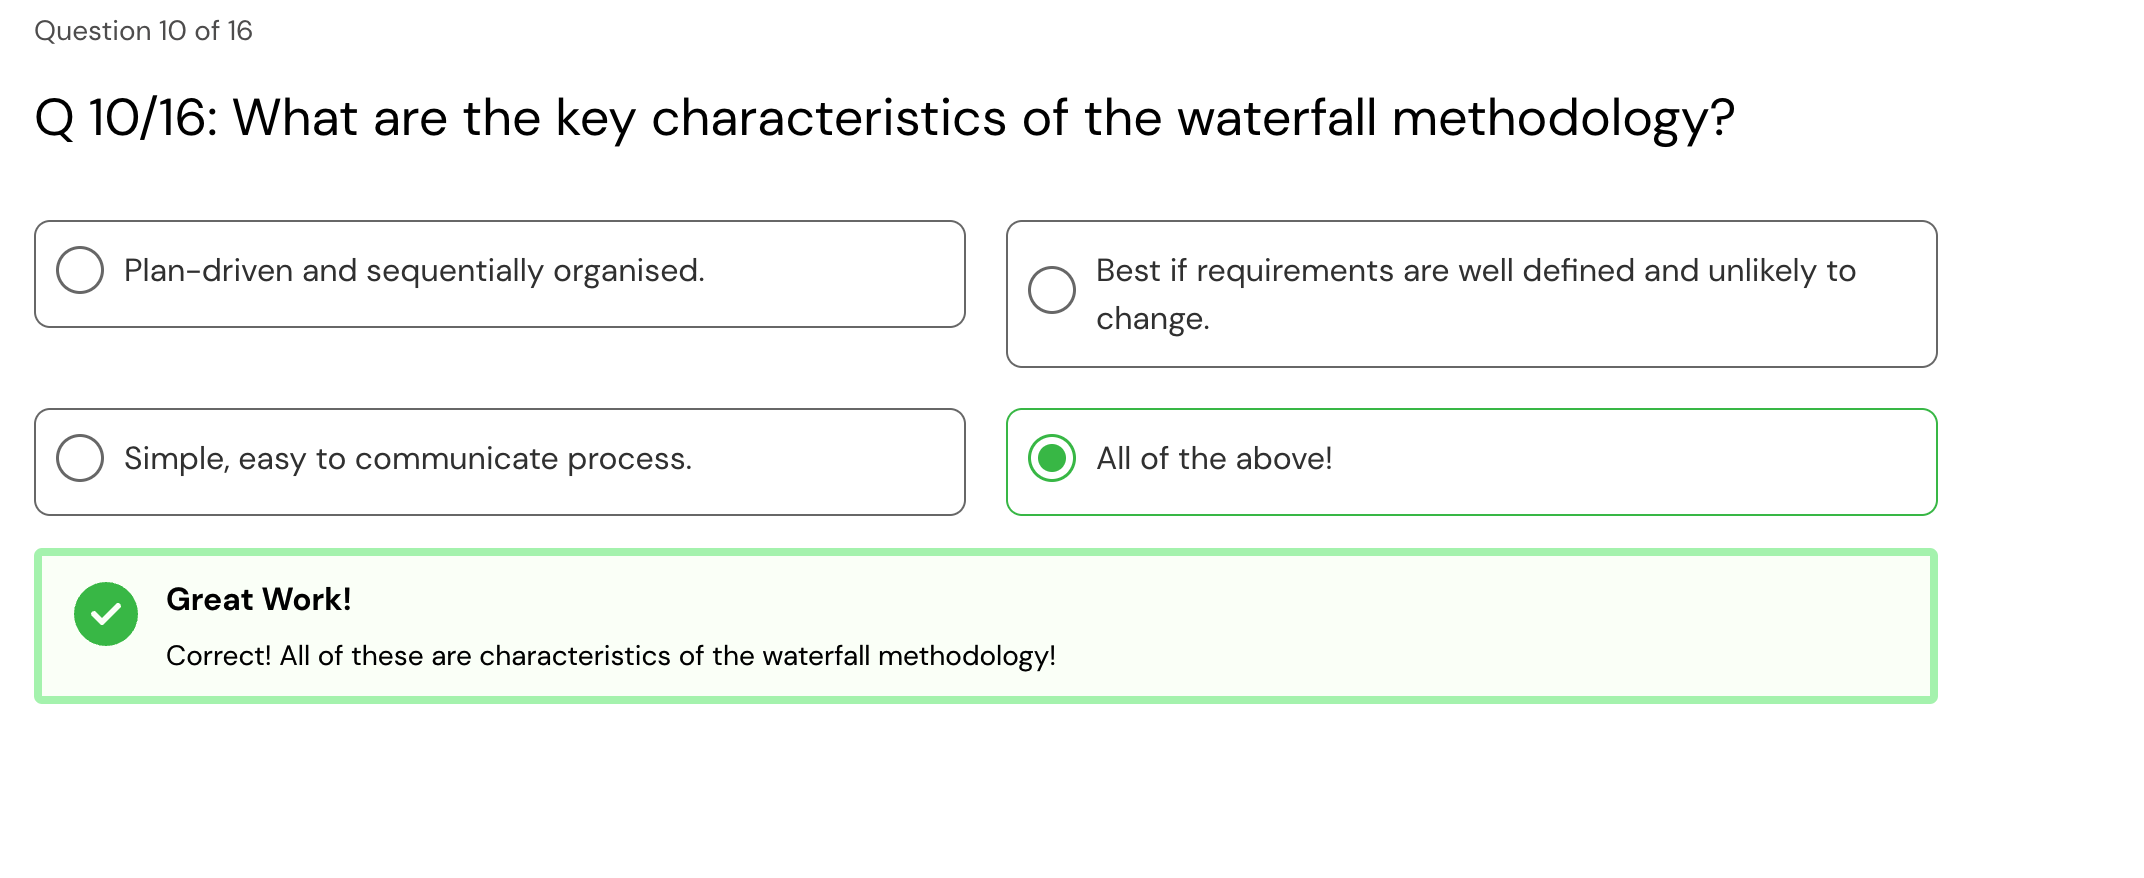 Question 10 of 16
Q 10/16: What are the key characteristics of the waterfall methodology?
Plan-driven and sequentially organised.
Best if requirements are well defined and unlikely to
change.
Simple, easy to communicate process.
All of the above!
Great Work!
Correct! All of these are characteristics of the waterfall methodology!